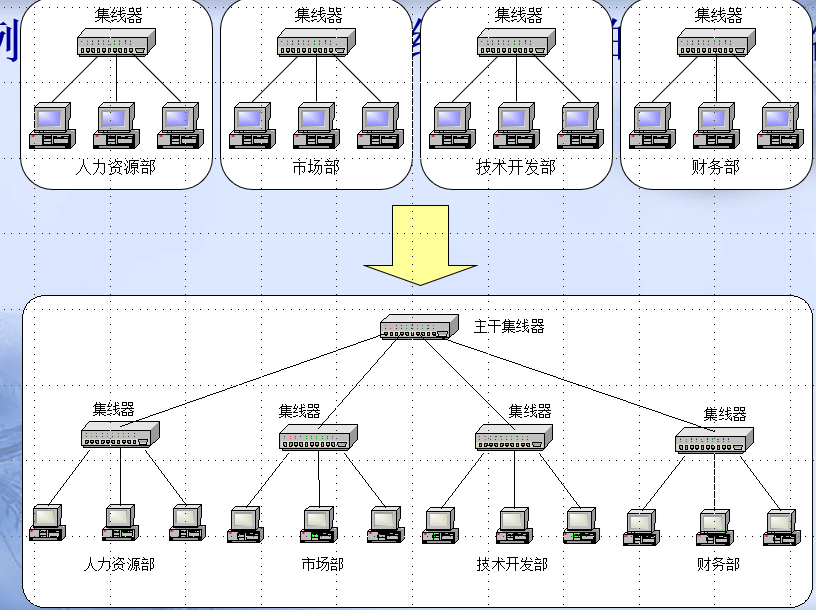 例
集线器
集线器
集线器
集线器
人力资源部
市场部
技术开发部
财务部
主干集线器
集线器
集线器
集线器
集线器
人力资源部
市场部
技术开发部
财务部